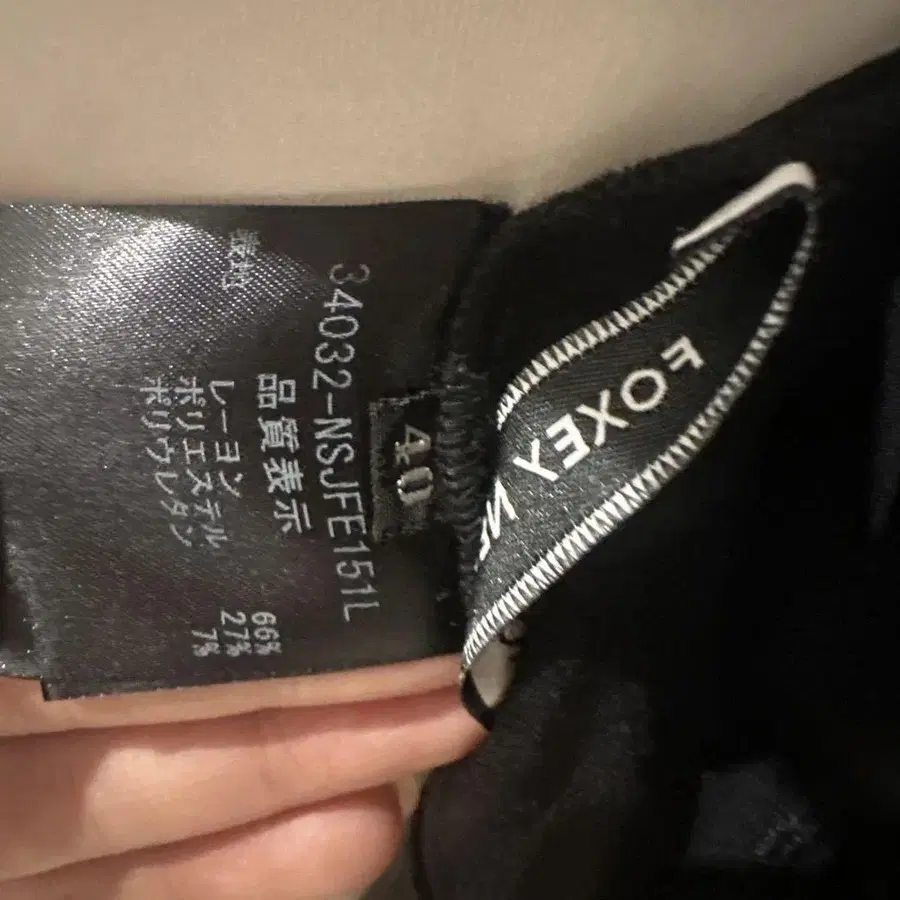 FOXEY
40
34032-NSJFE151L
品質表示
レーヨン 66%
ポリエステル 27%
ポリウレタン 7%